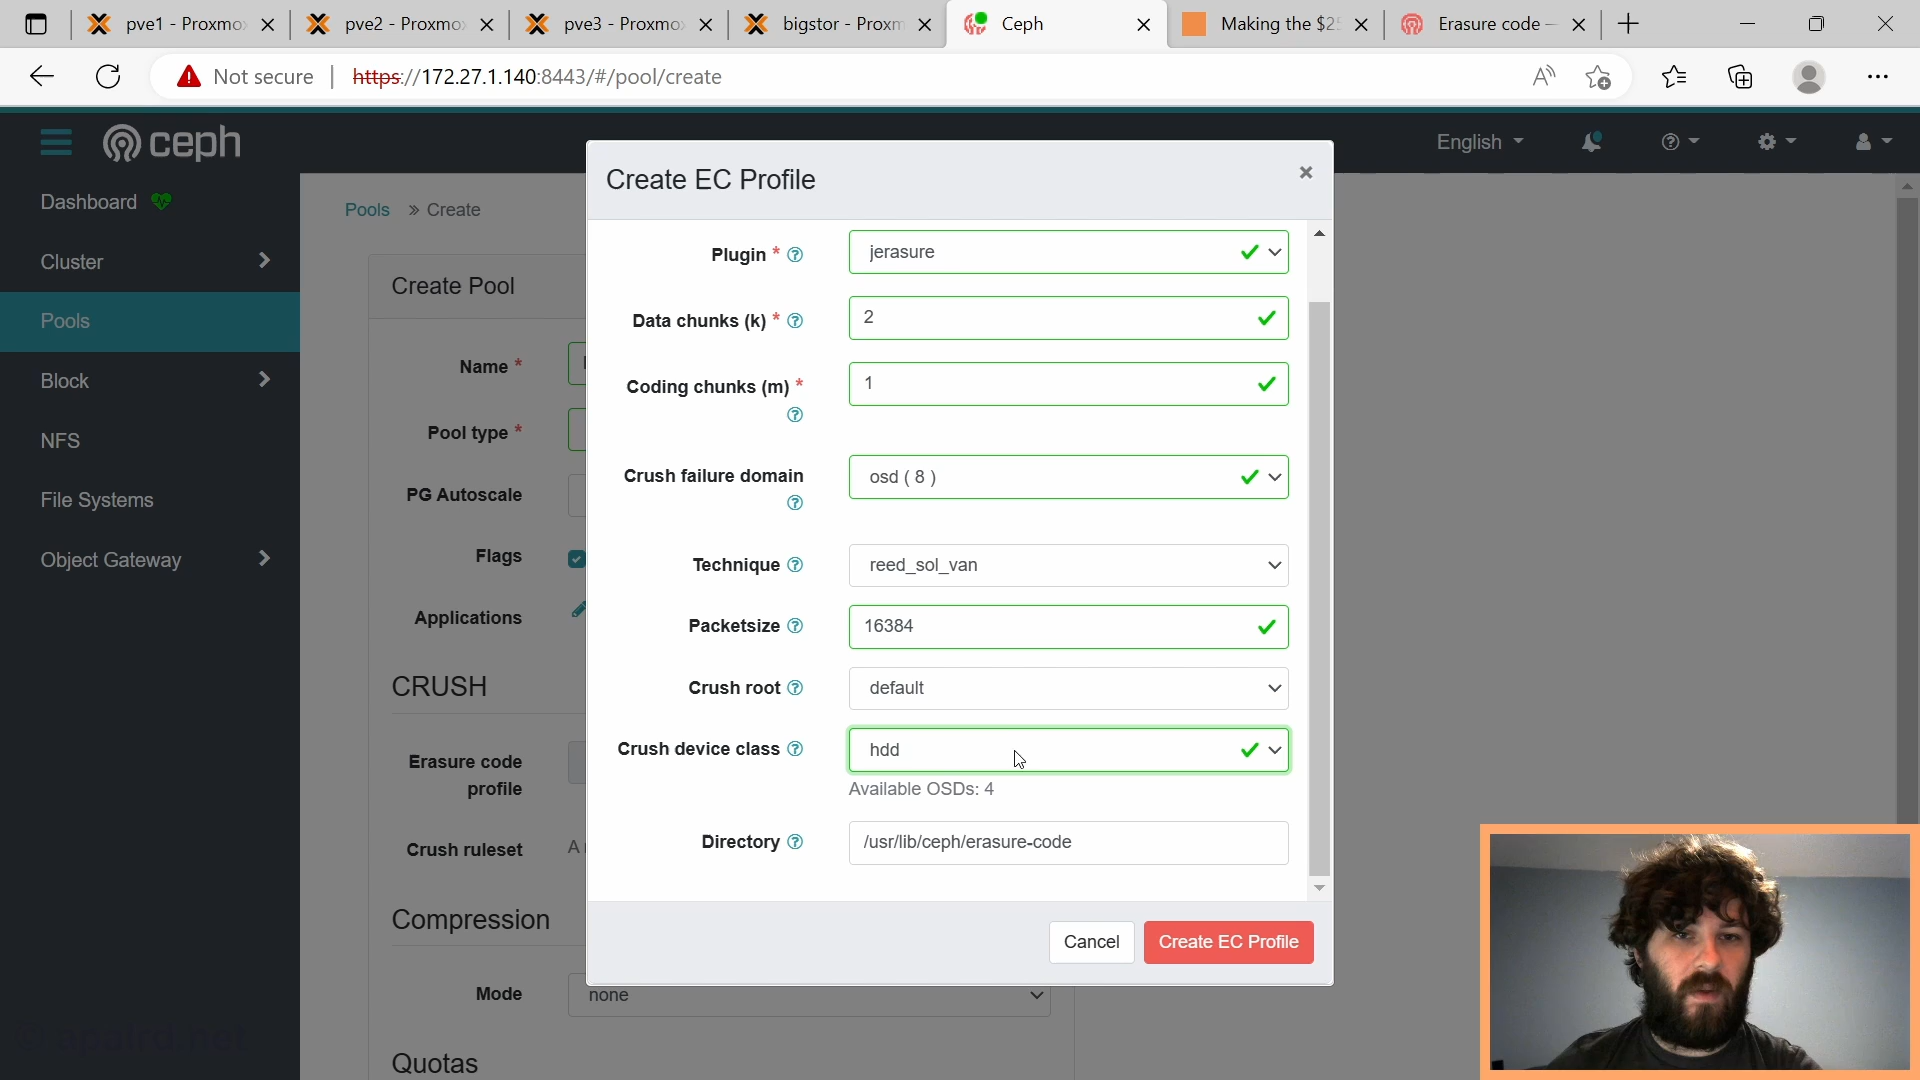 pve1 - Proxmo
pve2 - Proxmo
pve3 - Proxmo
bigstor - Proxm
Ceph
Making the $2
Erasure code –
Not secure
https://172.27.1.140:8443/#/pool/create
ceph
English
Dashboard
Cluster
Pools
Block
NFS
File Systems
Object Gateway
Pools » Create
Create Pool
Name *
Pool type *
PG Autoscale
Flags
Applications
CRUSH
Erasure code
profile
Crush ruleset
A
Compression
Mode
none
Quotas
Create EC Profile
×
Plugin *
jerasure
Data chunks (k) *
2
Coding chunks (m) *
1
Crush failure domain
osd ( 8 )
Technique
reed_sol_van
Packetsize
16384
Crush root
default
Crush device class
hdd
Available OSDs: 4
Directory
/usr/lib/ceph/erasure-code
Cancel
Create EC Profile